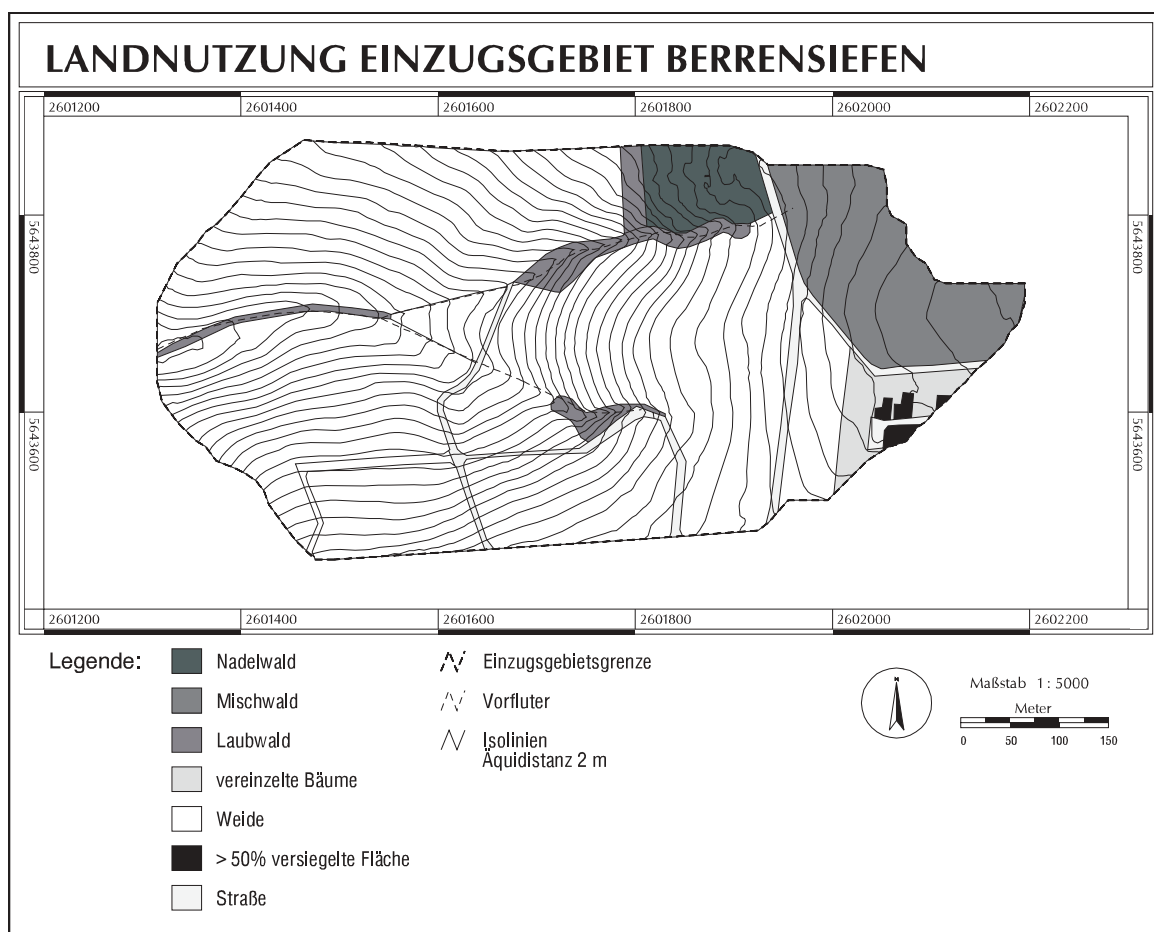 LANDNUTZUNG EINZUGSGEBIET BERRENSIEFEN
2601200 2601400 2601600 2601800 2602000 2602200
5643800 5643800
5643600 5643600
2601200 2601400 2601600 2601800 2602000 2602200
Legende:
Nadelwald
Mischwald
Laubwald
vereinzelte Bäume
Weide
> 50% versiegelte Fläche
Straße
Einzugsgebietsgrenze
Vorfluter
Isolinien
Äquidistanz 2 m
N
Maßstab 1 : 5000
Meter
0 50 100 150